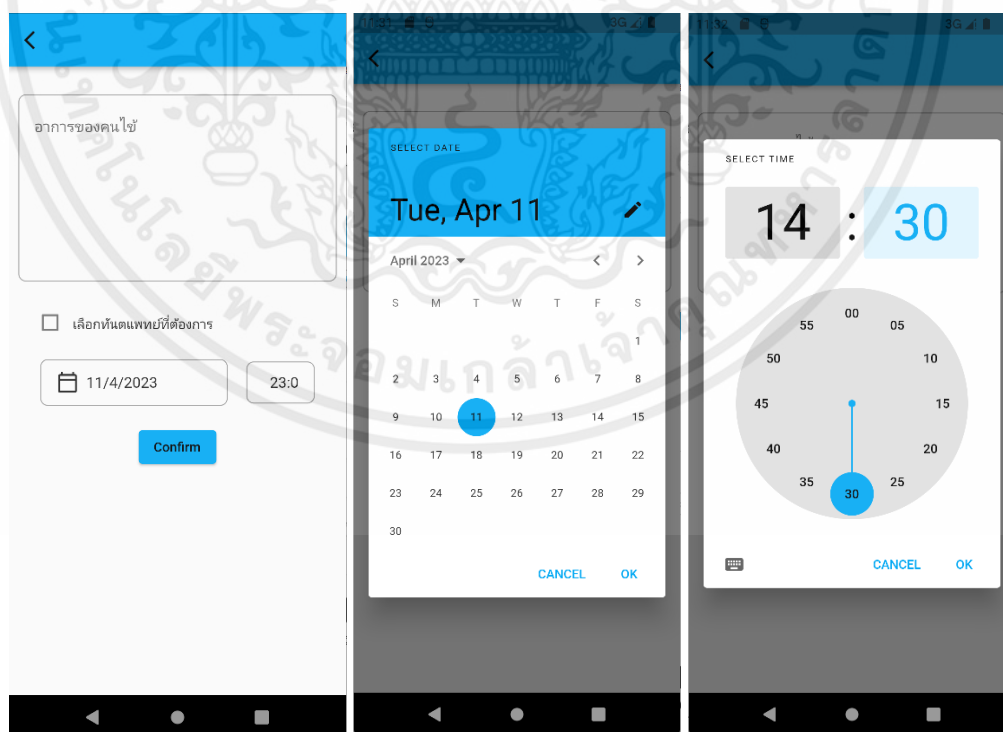 อาการของคนไข้
เลือกทันตแพทย์ที่ต้องการ
11/4/2023 23:0
Confirm
3G
SELECT DATE
Tue, Apr 11
April 2023
S M T W T F S
1
2 3 4 5 6 7 8
9 10 11 12 13 14 15
16 17 18 19 20 21 22
23 24 25 26 27 28 29
30
CANCEL OK
11:32 3G
SELECT TIME
14 : 30
00
55 05
50 10
45 15
40 20
35 25
30
CANCEL OK